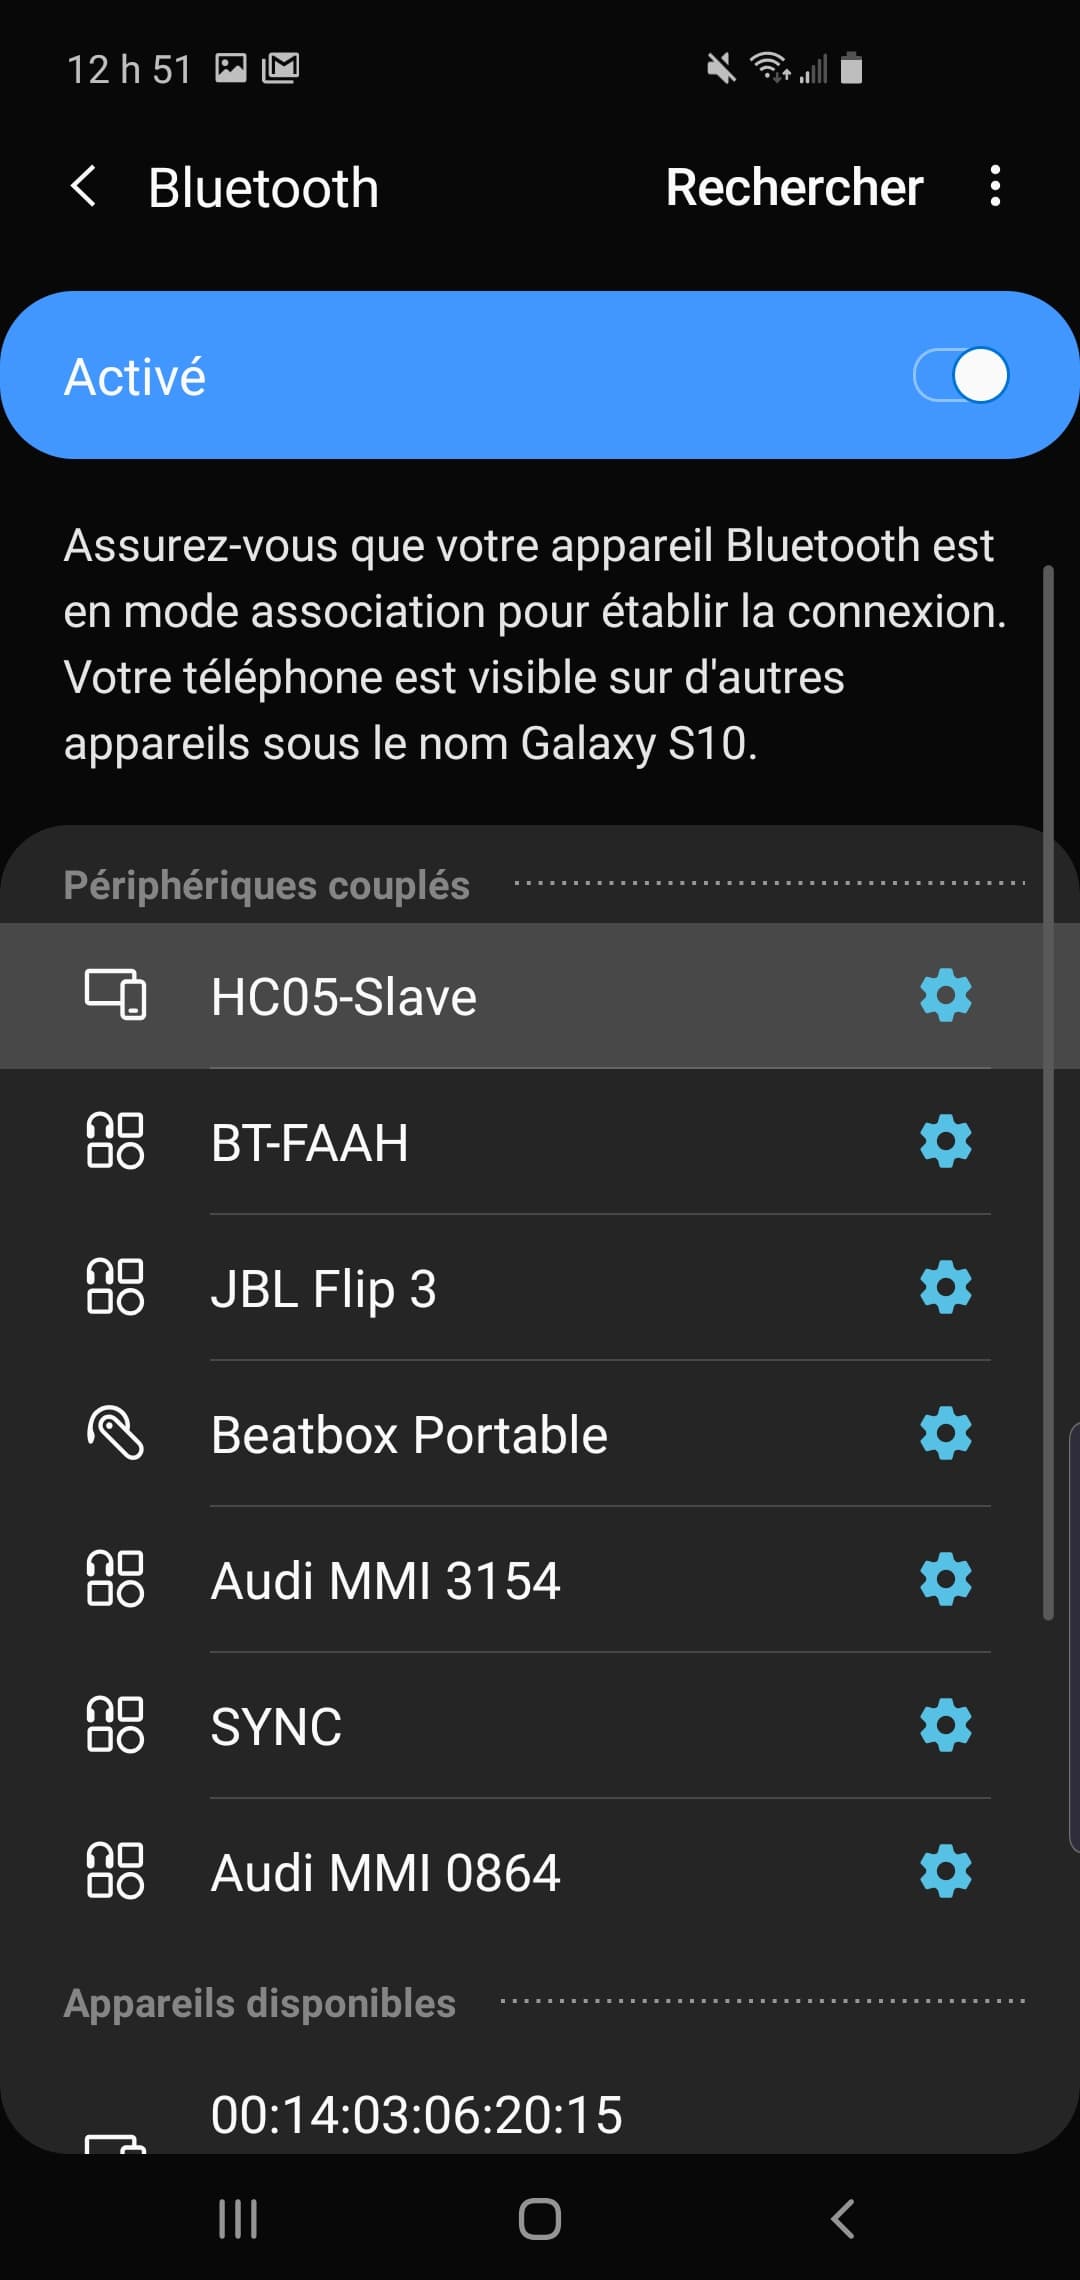 12 h 51
Bluetooth
Rechercher
Activé
Assurez-vous que votre appareil Bluetooth est
en mode association pour établir la connexion.
Votre téléphone est visible sur d'autres
appareils sous le nom Galaxy S10.
Périphériques couplés
HC05-Slave
BT-FAAH
JBL Flip 3
Beatbox Portable
Audi MMI 3154
SYNC
Audi MMI 0864
Appareils disponibles
00:14:03:06:20:15